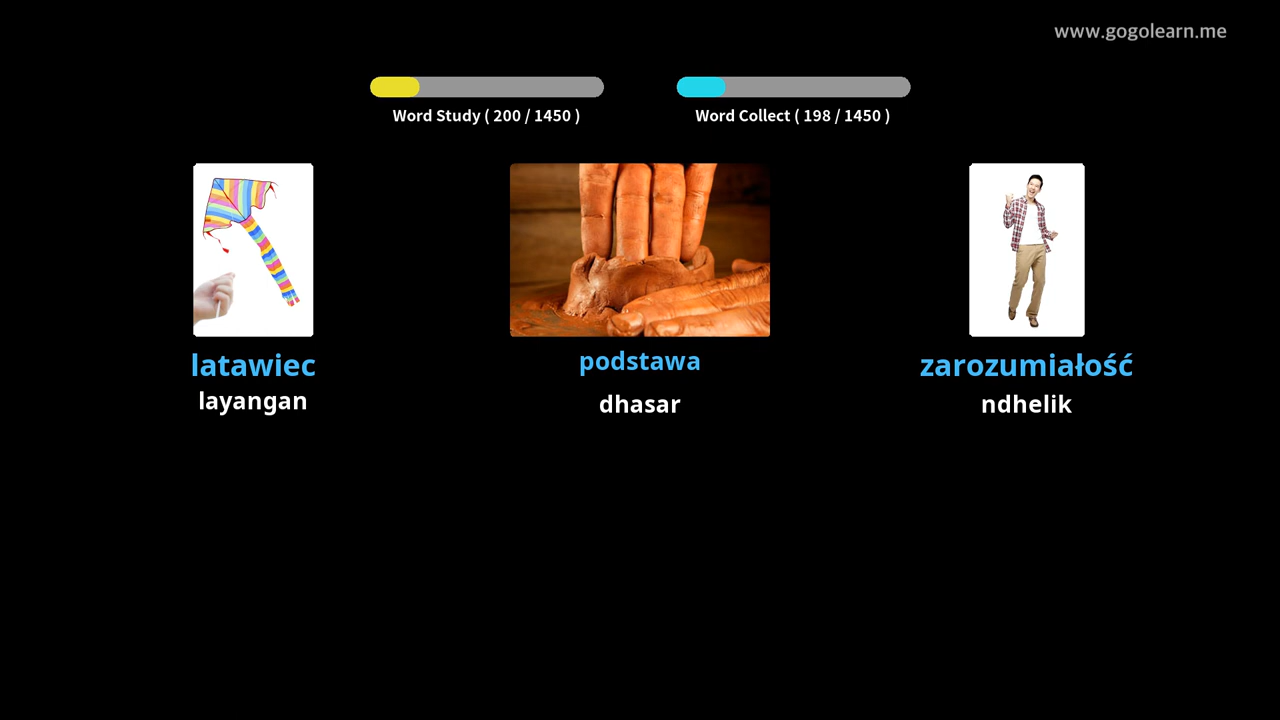 www.gogolearn.me
Word Study ( 200 / 1450 )
Word Collect ( 198 / 1450 )
latawiec
layangan
podstawa
dhasar
zarozumiałość
ndhelik